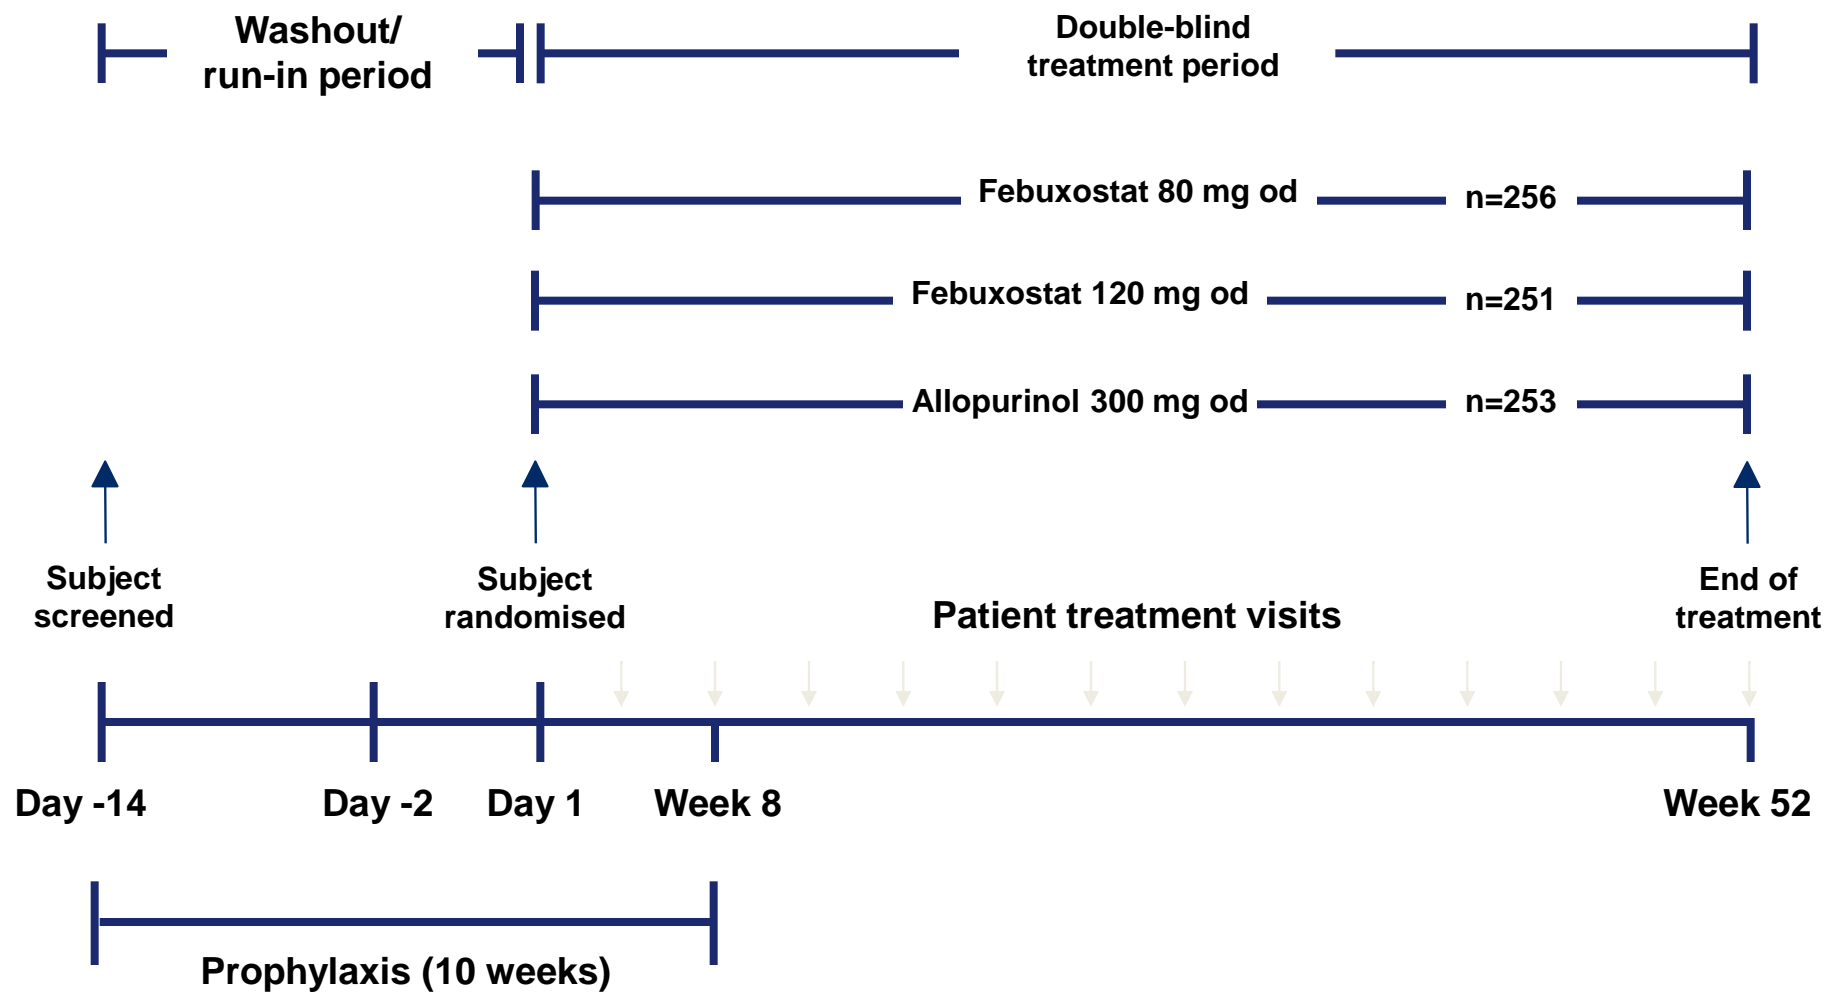 Washout/
run-in period
Double-blind
treatment period
Febuxostat 80 mg od n=256
Febuxostat 120 mg od n=251
Allopurinol 300 mg od n=253
Subject
screened
Subject
randomised
Patient treatment visits
End of
treatment
Day -14 Day -2 Day 1 Week 8 Week 52
Prophylaxis (10 weeks)